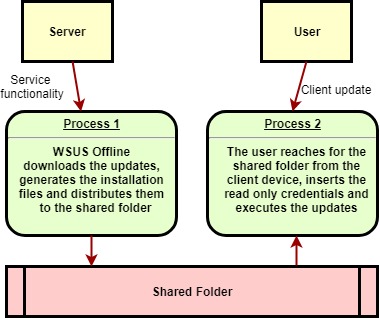 Server
User
Service
functionality
Client update
Process 1
WSUS Offline
downloads the updates,
generates the installation
files and distributes them
to the shared folder
Process 2
The user reaches for the
shared folder from the
client device, inserts the
read only credentials and
executes the updates
Shared Folder